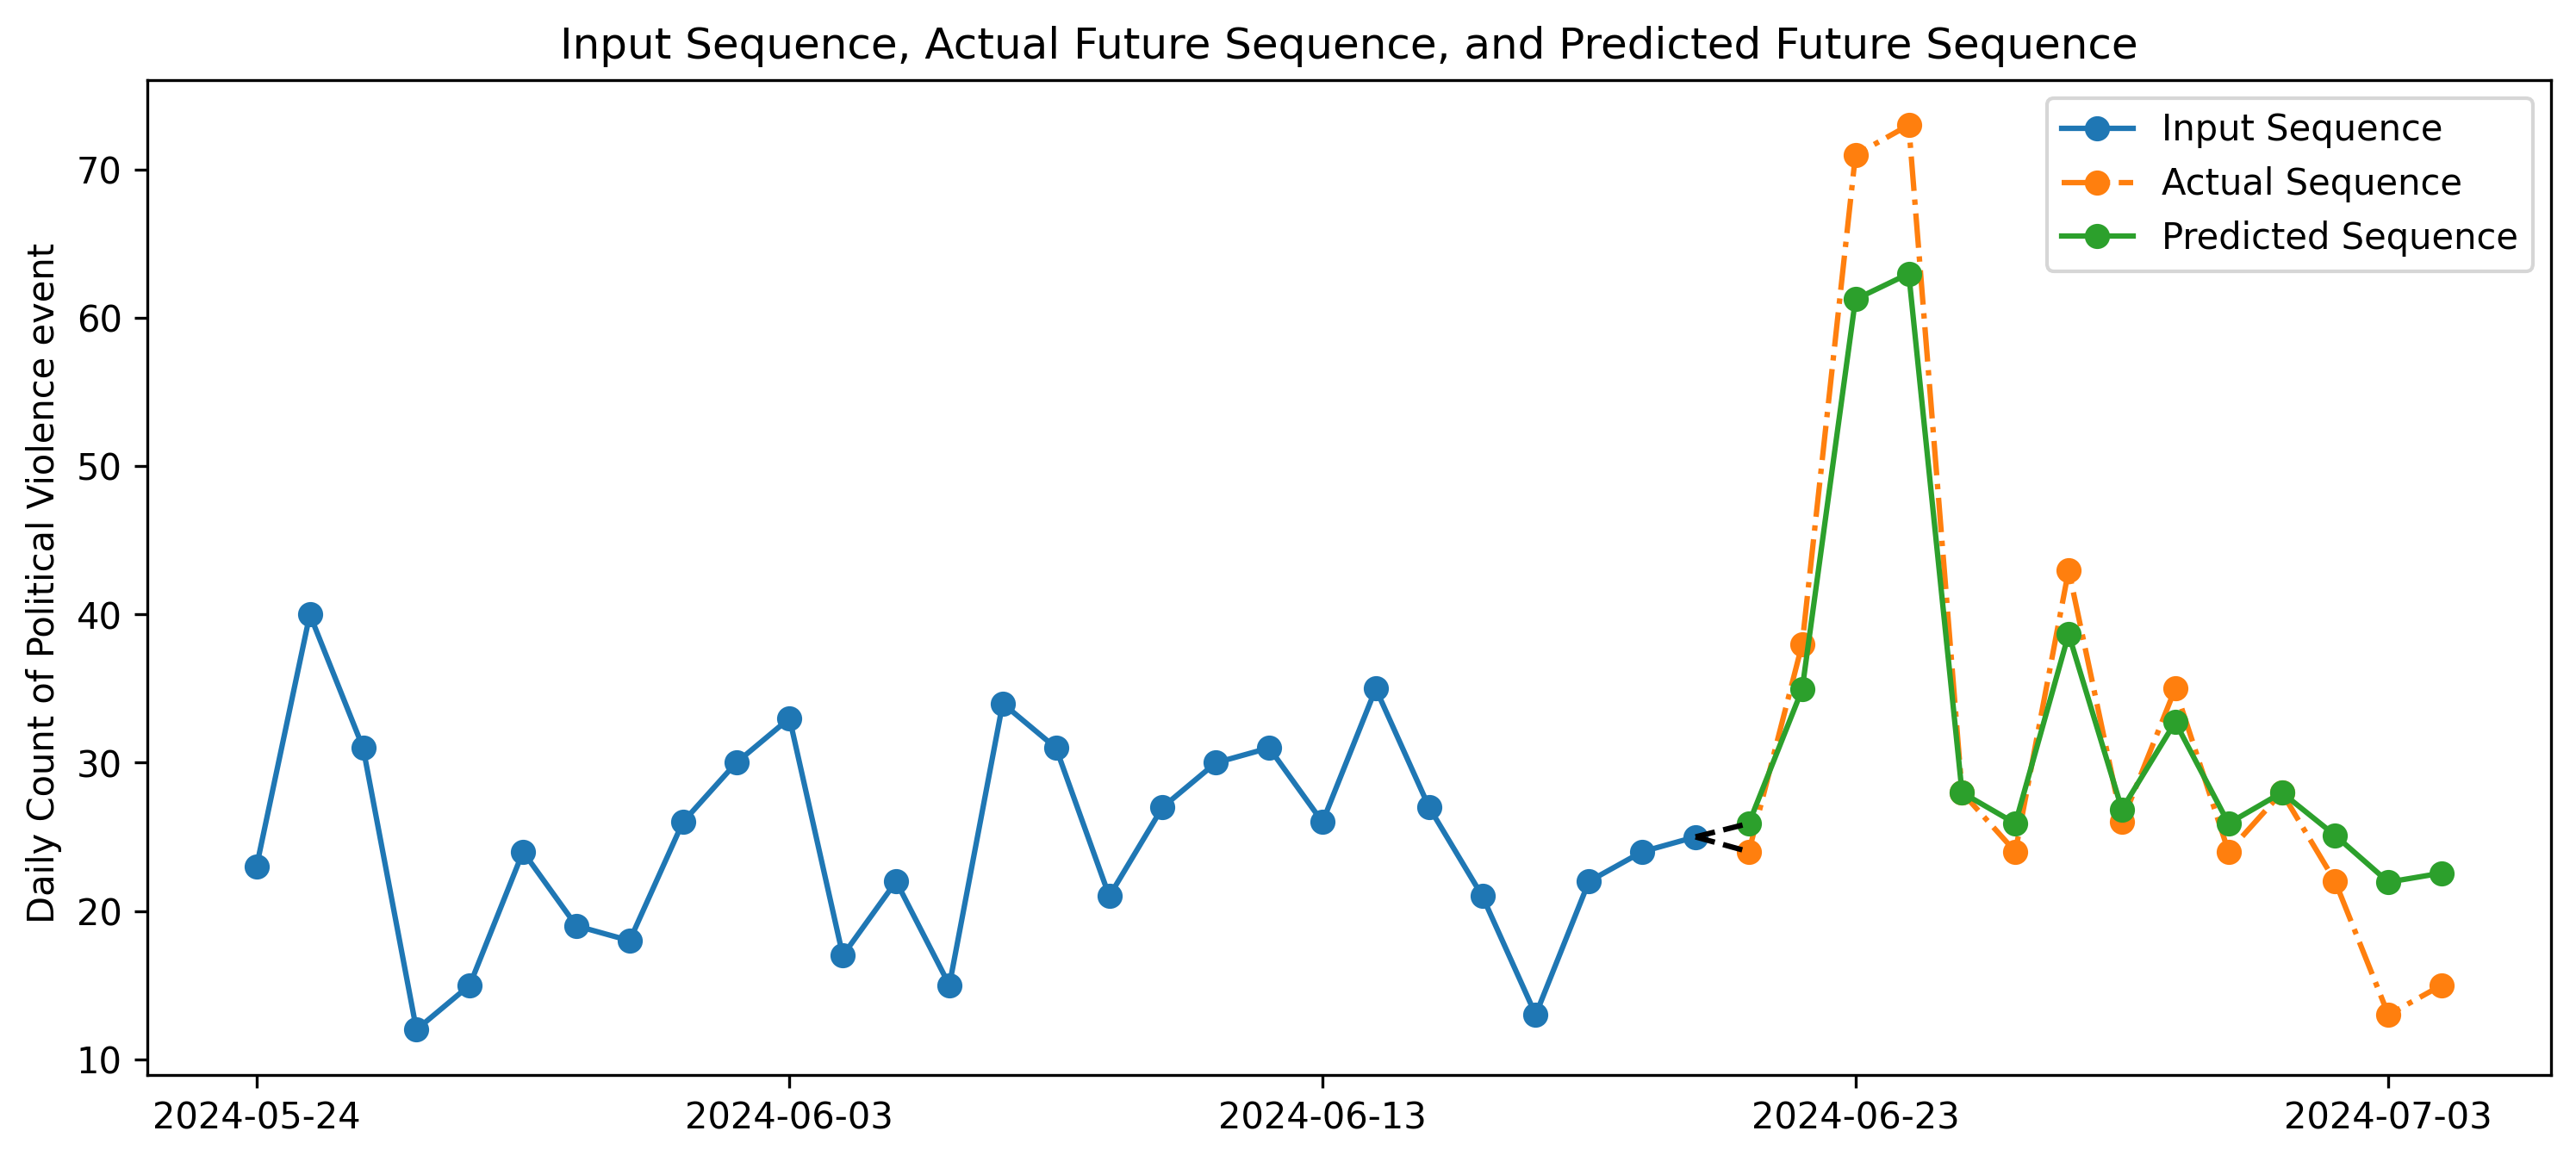 Input Sequence, Actual Future Sequence, and Predicted Future Sequence
Daily Count of Political Violence event
70
60
50
40
30
20
10
2024-05-24
2024-06-03
2024-06-13
2024-06-23
2024-07-03
Input Sequence
Actual Sequence
Predicted Sequence